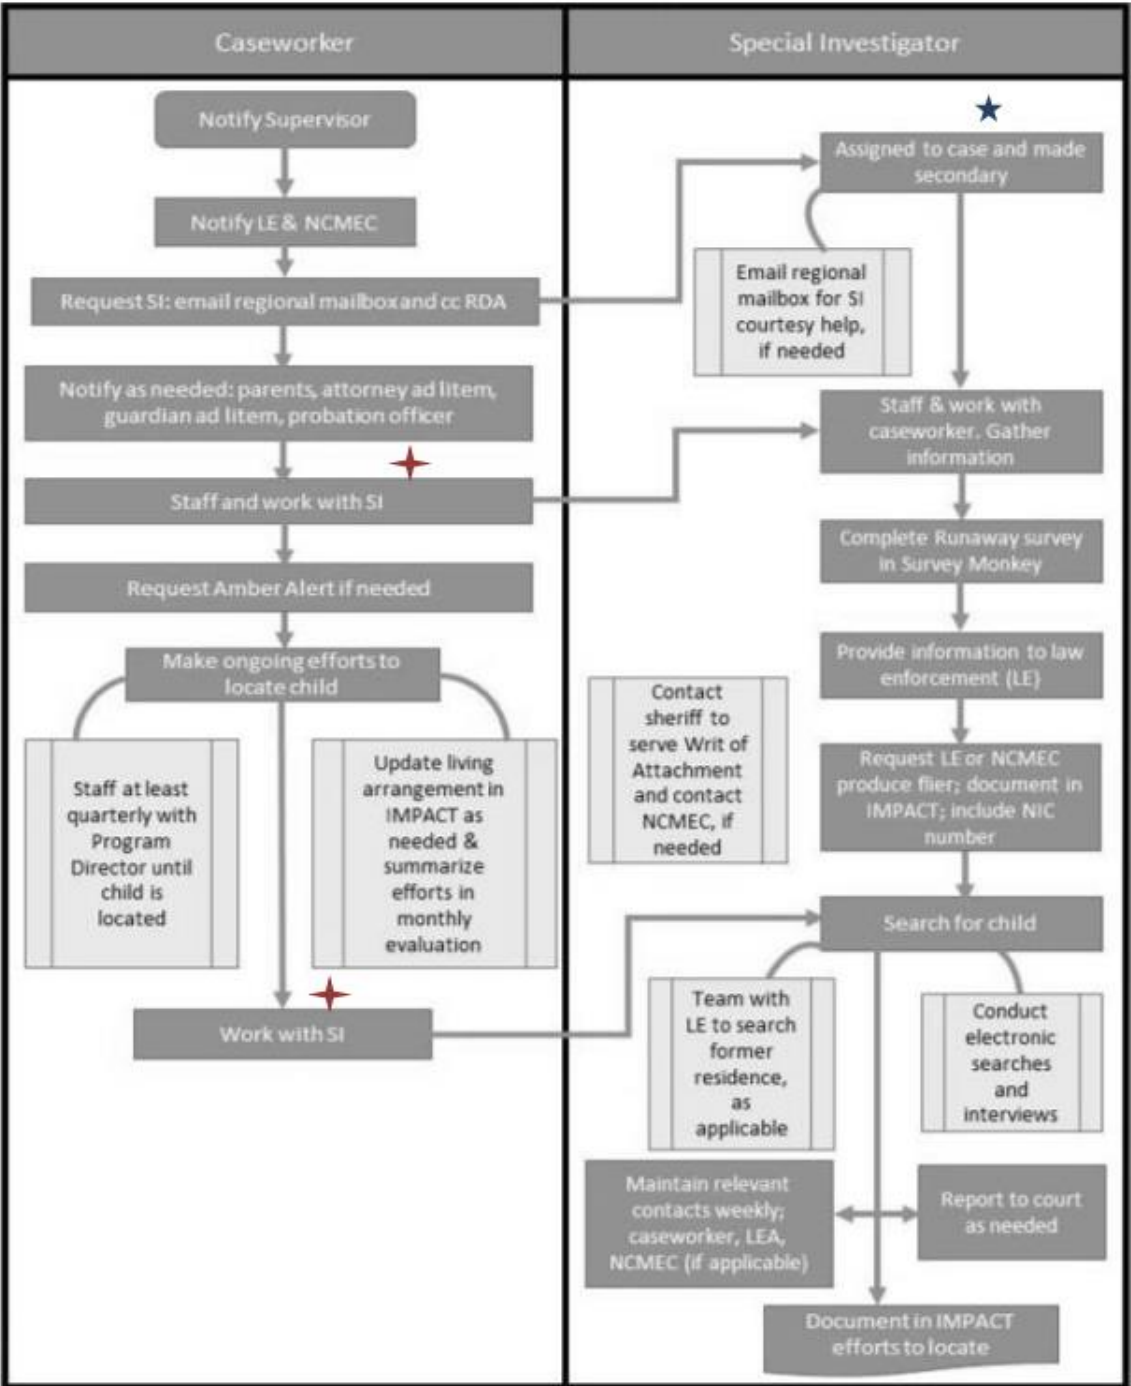 Caseworker
Special Investigator
Notify Supervisor
Notify LE & NCMEC
Request SI: email regional mailbox and cc RDA
Notify as needed: parents, attorney ad litem,
guardian ad litem, probation officer
Staff and work with SI
Request Amber Alert if needed
Make ongoing efforts to
locate child
Staff at least
quarterly with
Program
Director until
child is
located
Update living
arrangement in
IMPACT as
needed &
summarize
efforts in
monthly
evaluation
Work with SI
Assigned to case and made
secondary
Email regional
mailbox for SI
courtesy help,
if needed
Staff & work with
caseworker. Gather
information
Complete Runaway survey
in Survey Monkey
Provide information to law
enforcement (LE)
Contact
sheriff to
serve Writ of
Attachment
and contact
NCMEC, if
needed
Request LE or NCMEC
produce flier; document in
IMPACT; include NIC
number
Search for child
Team with
LE to search
former
residence,
as
applicable
Conduct
electronic
searches
and
interviews
Maintain relevant
contacts weekly;
caseworker, LEA,
NCMEC (if applicable)
Report to court
as needed
Document in IMPACT
efforts to locate